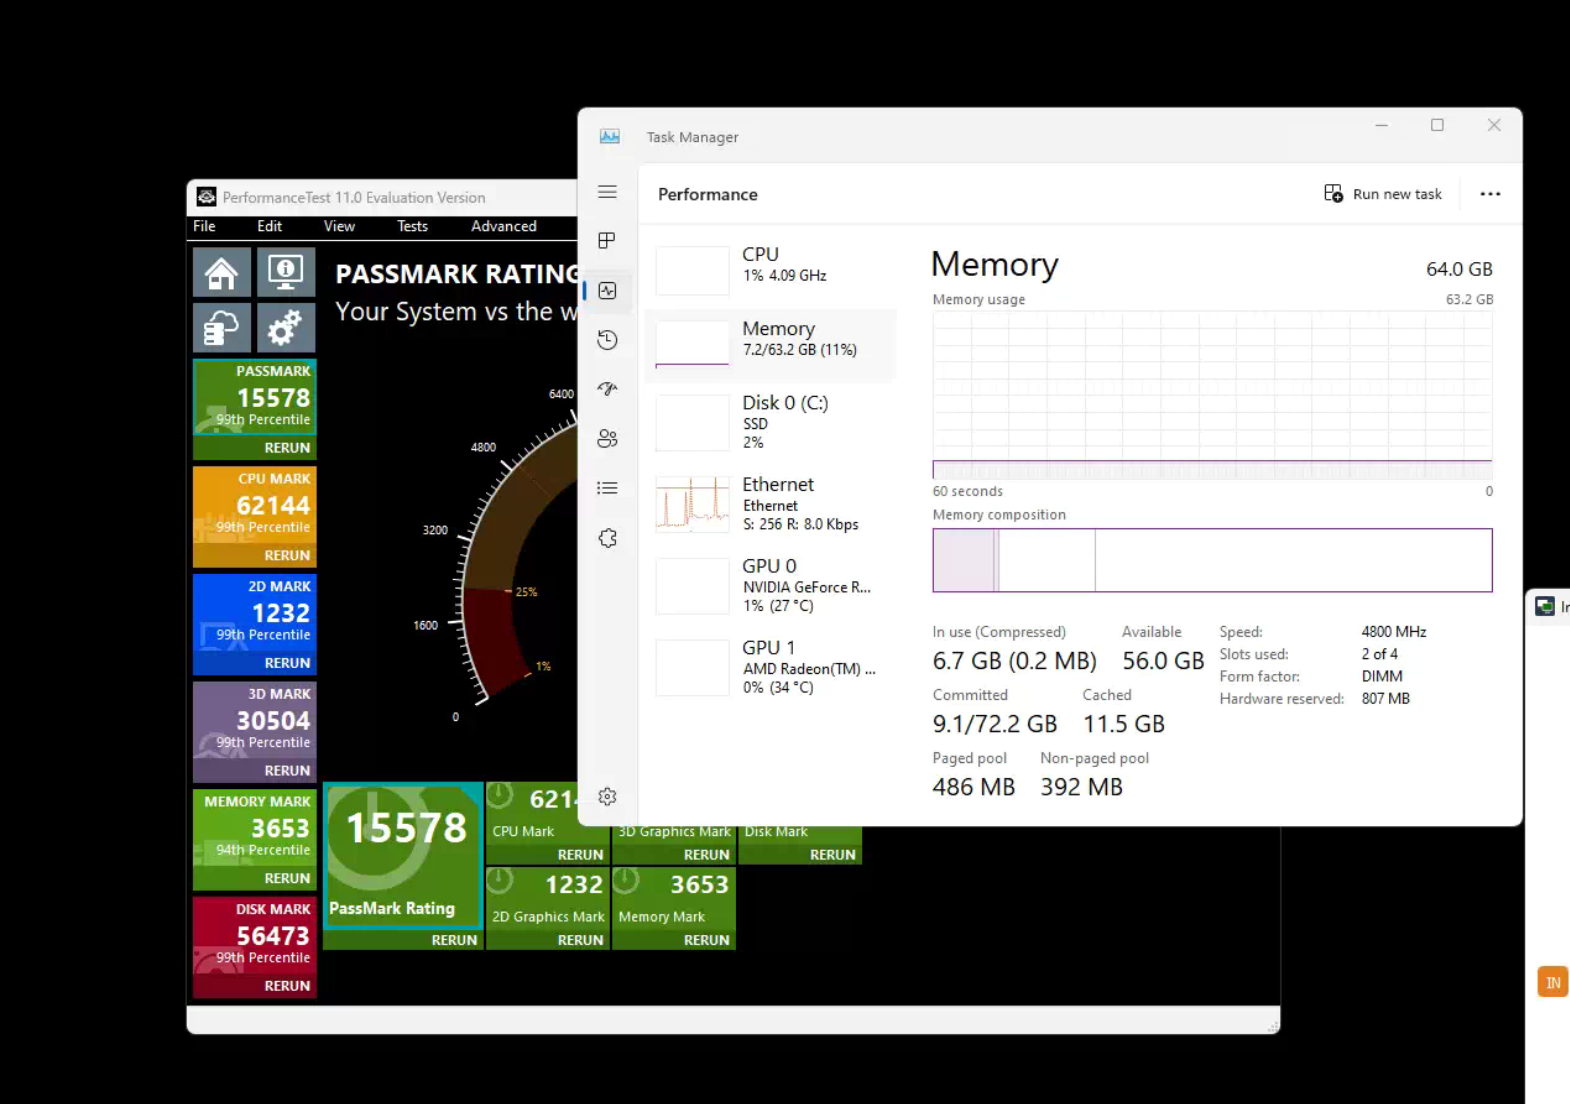 Task Manager
Performance
Run new task
CPU
1% 4.09 GHz
Memory
7.2/63.2 GB (11%)
Disk 0 (C:)
SSD
2%
Ethernet
Ethernet
S: 256 R: 8.0 Kbps
GPU 0
NVIDIA GeForce R...
1% (27 °C)
GPU 1
AMD Radeon(TM) ...
0% (34 °C)
Memory
64.0 GB
Memory usage
63.2 GB
60 seconds
0
Memory composition
In use (Compressed)
6.7 GB (0.2 MB)
Available
56.0 GB
Committed
9.1/72.2 GB
Cached
11.5 GB
Paged pool
486 MB
Non-paged pool
392 MB
Speed: 4800 MHz
Slots used: 2 of 4
Form factor: DIMM
Hardware reserved: 807 MB
PerformanceTest 11.0 Evaluation Version
File Edit View Tests Advanced
PASSMARK RATING
Your System vs the w
PASSMARK
15578
99th Percentile
RERUN
CPU MARK
62144
99th Percentile
RERUN
2D MARK
1232
99th Percentile
RERUN
3D MARK
30504
99th Percentile
RERUN
MEMORY MARK
3653
94th Percentile
RERUN
DISK MARK
56473
99th Percentile
RERUN
6400
4800
3200
1600
0
25%
1%
15578
PassMark Rating
RERUN
6214
CPU Mark
RERUN
3D Graphics Mark
RERUN
Disk Mark
RERUN
1232
2D Graphics Mark
RERUN
3653
Memory Mark
RERUN
In
IN